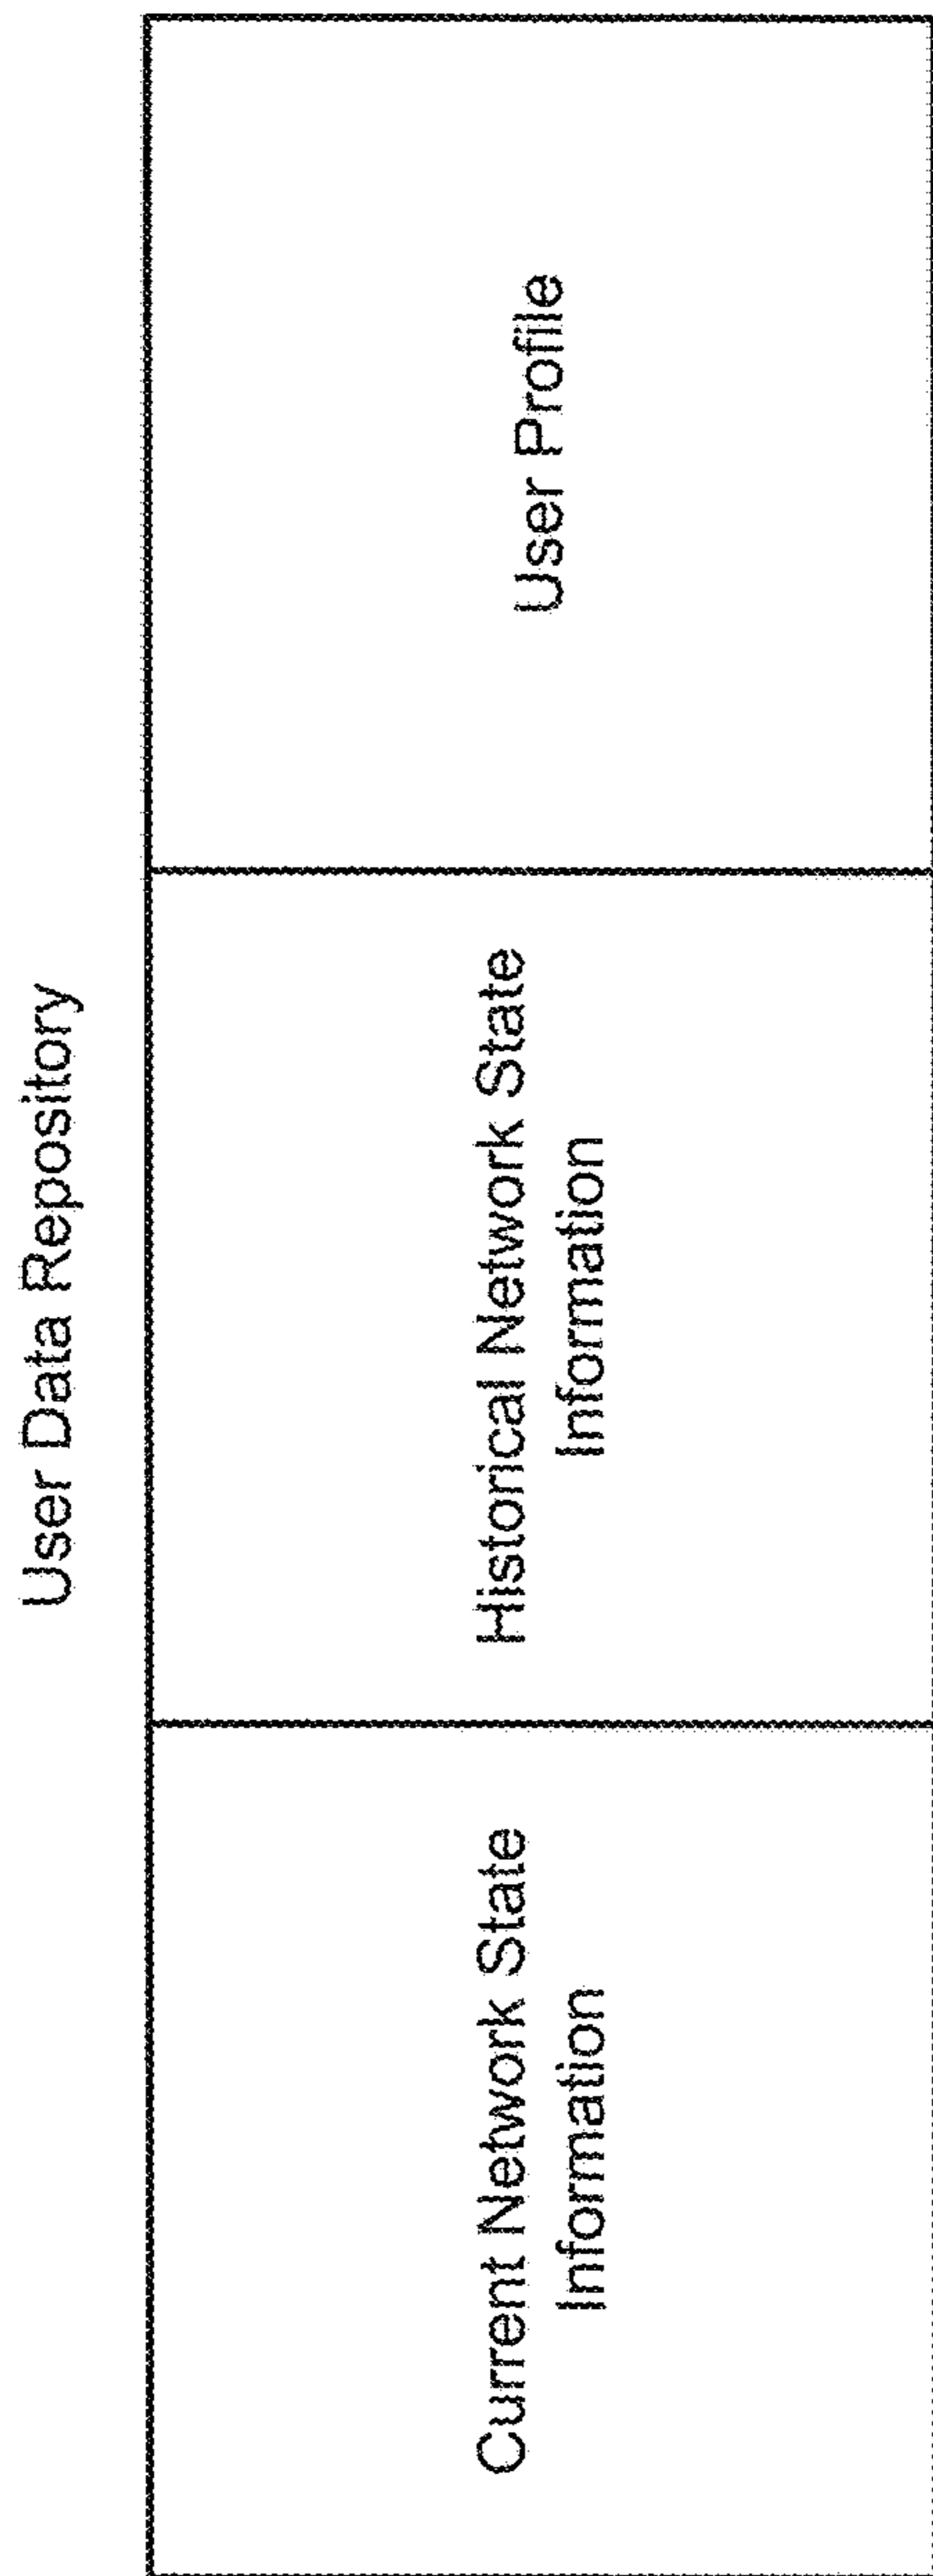 User Data Repository
Current Network State
Information
Historical Network State
Information
User Profile